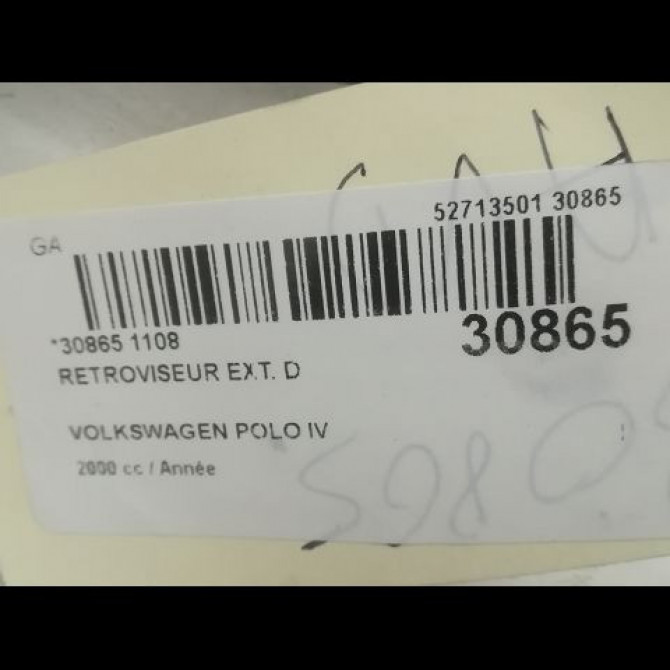 52713501 30865
GA
30865
*30865 1108
RETROVISEUR EXT. D
VOLKSWAGEN POLO IV
2000 cc / Année